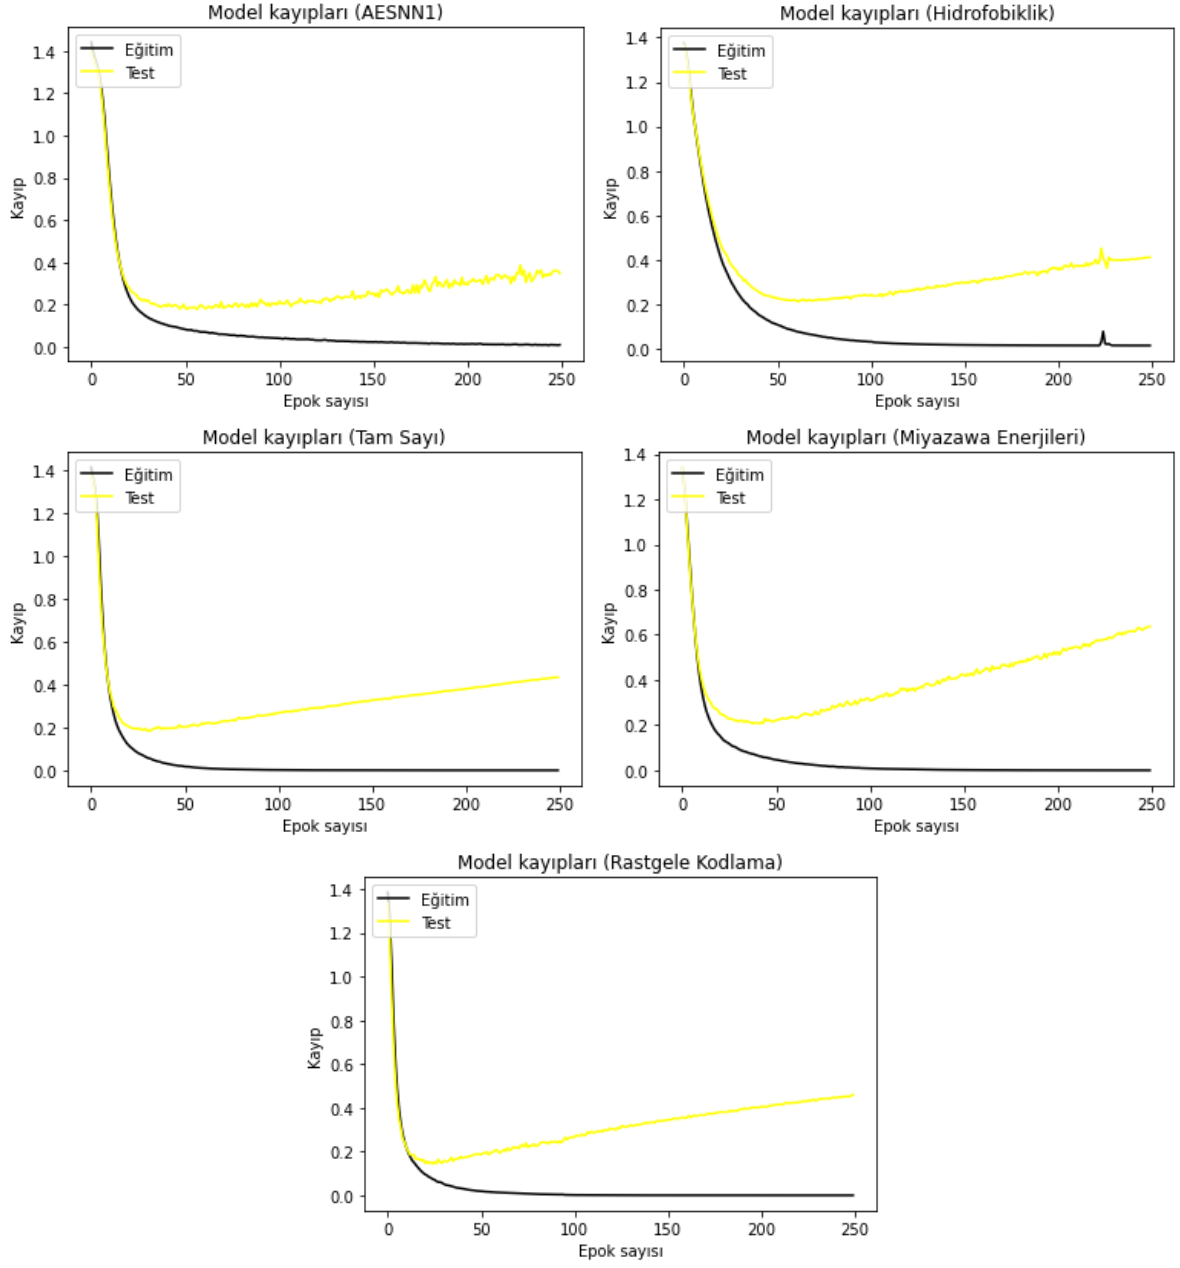 Model kayıpları (AESNN1)
Eğitim
Test
Kayıp
1.4
1.2
1.0
0.8
0.6
0.4
0.2
0.0
0 50 100 150 200 250
Epok sayısı
Model kayıpları (Hidrofobiklik)
Eğitim
Test
Kayıp
1.4
1.2
1.0
0.8
0.6
0.4
0.2
0.0
0 50 100 150 200 250
Epok sayısı
Model kayıpları (Tam Sayı)
Eğitim
Test
Kayıp
1.4
1.2
1.0
0.8
0.6
0.4
0.2
0.0
0 50 100 150 200 250
Epok sayısı
Model kayıpları (Miyazawa Enerjileri)
Eğitim
Test
Kayıp
1.4
1.2
1.0
0.8
0.6
0.4
0.2
0.0
0 50 100 150 200 250
Epok sayısı
Model kayıpları (Rastgele Kodlama)
Eğitim
Test
Kayıp
1.4
1.2
1.0
0.8
0.6
0.4
0.2
0.0
0 50 100 150 200 250
Epok sayısı